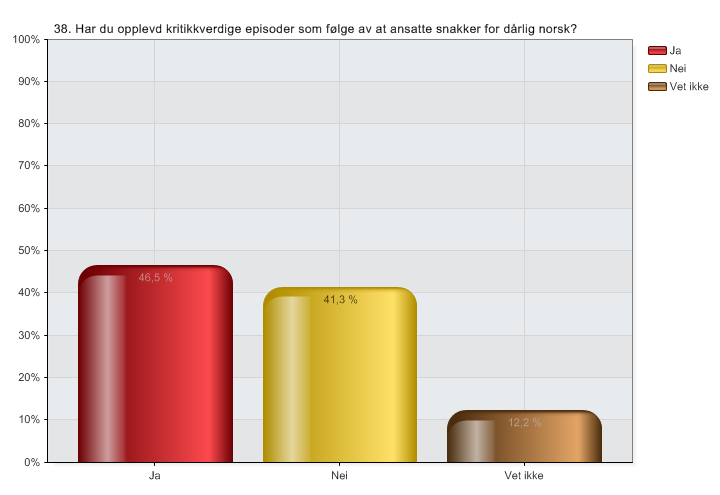 38. Har du opplevd kritikkverdige episoder som følge av at ansatte snakker for dårlig norsk?
100%
90%
80%
70%
60%
50%
40%
30%
20%
10%
0%
46,5 %
41,3 %
12,2 %
Ja
Nei
Vet ikke
Ja
Nei
Vet ikke